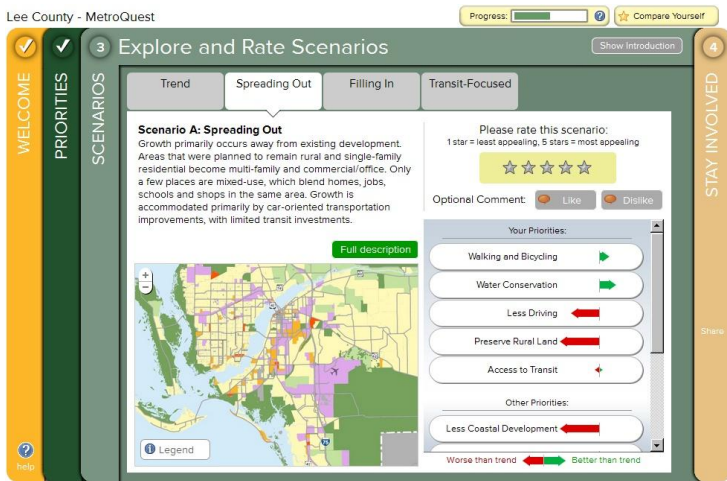 Lee County - MetroQuest
Progress:
?
Compare Yourself
WELCOME
?
help
PRIORITIES
SCENARIOS
3 Explore and Rate Scenarios
Show Introduction
Trend
Spreading Out
Filling In
Transit-Focused
Scenario A: Spreading Out
Growth primarily occurs away from existing development.
Areas that were planned to remain rural and single-family
residential become multi-family and commercial/office. Only
a few places are mixed-use, which blend homes, jobs,
schools and shops in the same area. Growth is
accommodated primarily by car-oriented transportation
improvements, with limited transit investments.
Full description
+
−
Legend
Please rate this scenario:
1 star = least appealing, 5 stars = most appealing
Optional Comment:
Like
Dislike
Your Priorities:
Walking and Bicycling
Water Conservation
Less Driving
Preserve Rural Land
Access to Transit
Other Priorities:
Less Coastal Development
Worse than trend
Better than trend
4
STAY INVOLVED
Share